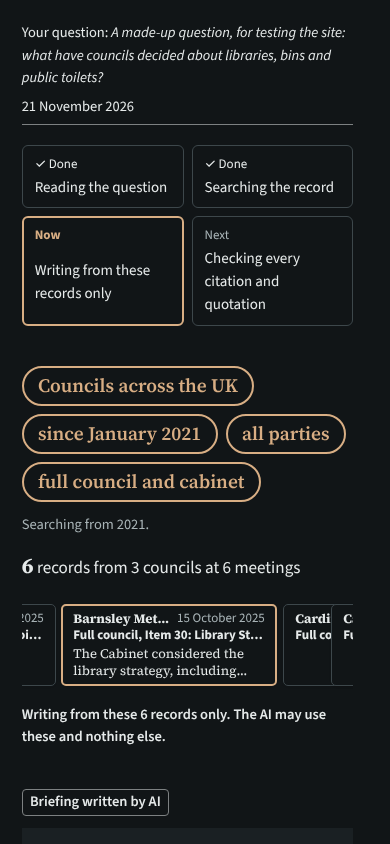 Your question: A made-up question, for testing the site:
what have councils decided about libraries, bins and
public toilets?
21 November 2026
✓ Done
Reading the question
✓ Done
Searching the record
Now
Writing from these
records only
Next
Checking every
citation and
quotation
Councils across the UK
since January 2021
all parties
full council and cabinet
Searching from 2021.
6 records from 3 councils at 6 meetings
2025
Barnsley Met... 15 October 2025
Full council, Item 30: Library St...
The Cabinet considered the
library strategy, including...
Writing from these 6 records only. The AI may use
these and nothing else.
Briefing written by AI